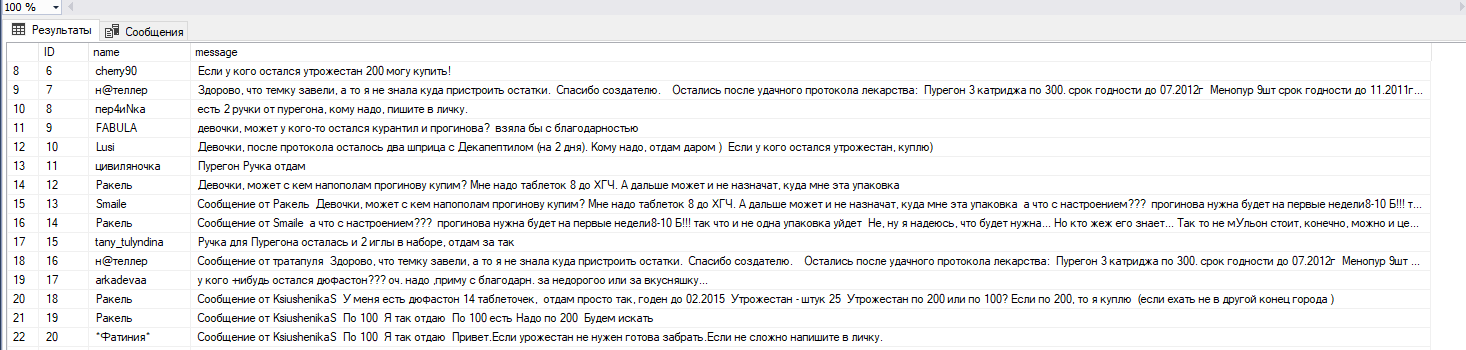 100 %
Результаты Сообщения
ID name message
8 6 cherry90 Если у кого остался утрожестан 200 могу купить!
9 7 н@теллер Здорово, что темку завели, а то я не знала куда пристроить остатки. Спасибо создателю. Остались после удачного протокола лекарства: Пурегон 3 катриджа по 300. срок годности до 07.2012г Менопур 9шт срок годности до 11.2011г...
10 8 пер4иNка есть 2 ручки от пурегона, кому надо, пишите в личку.
11 9 FABULA девочки, может у кого-то остался курантил и прогинова? взяла бы с благодарностью
12 10 Lusi Девочки, после протокола осталось два шприца с Декапептилом (на 2 дня). Кому надо, отдам даром ) Если у кого остался утрожестан, куплю)
13 11 цивиляночка Пурегон Ручка отдам
14 12 Ракель Девочки, может с кем напополам прогинову купим? Мне надо таблеток 8 до ХГЧ. А дальше может и не назначат, куда мне эта упаковка
15 13 Smaile Сообщение от Ракель Девочки, может с кем напополам прогинову купим? Мне надо таблеток 8 до ХГЧ. А дальше может и не назначат, куда мне эта упаковка а что с настроением??? прогинова нужна будет на первые недели8-10 Б!!! т...
16 14 Ракель Сообщение от Smaile а что с настроением??? прогинова нужна будет на первые недели8-10 Б!!! так что и не одна упаковка уйдет Не, ну я надеюсь, что будет нужна... Но кто жеж его знает... Так то не мУльон стоит, конечно, можно и це...
17 15 tany_tulyndina Ручка для Пурегона осталась и 2 иглы в наборе, отдам за так
18 16 н@теллер Сообщение от тратапуля Здорово, что темку завели, а то я не знала куда пристроить остатки. Спасибо создателю. Остались после удачного протокола лекарства: Пурегон 3 катриджа по 300. срок годности до 07.2012г Менопур 9шт ...
19 17 arkadevaa у кого -нибудь остался дюфастон??? оч. надо ,приму с благодарн. за недорогоо или за вкусняшку...
20 18 Ракель Сообщение от KsiushenikaS У меня есть дюфастон 14 таблеточек, отдам просто так, годен до 02.2015 Утрожестан - штук 25 Утрожестан по 200 или по 100? Если по 200, то я куплю (если ехать не в другой конец города )
21 19 Ракель Сообщение от KsiushenikaS По 100 Я так отдаю По 100 есть Надо по 200 Будем искать
22 20 *Фатиния* Сообщение от KsiushenikaS По 100 Я так отдаю Привет.Если урожестан не нужен готова забрать.Если не сложно напишите в личку.